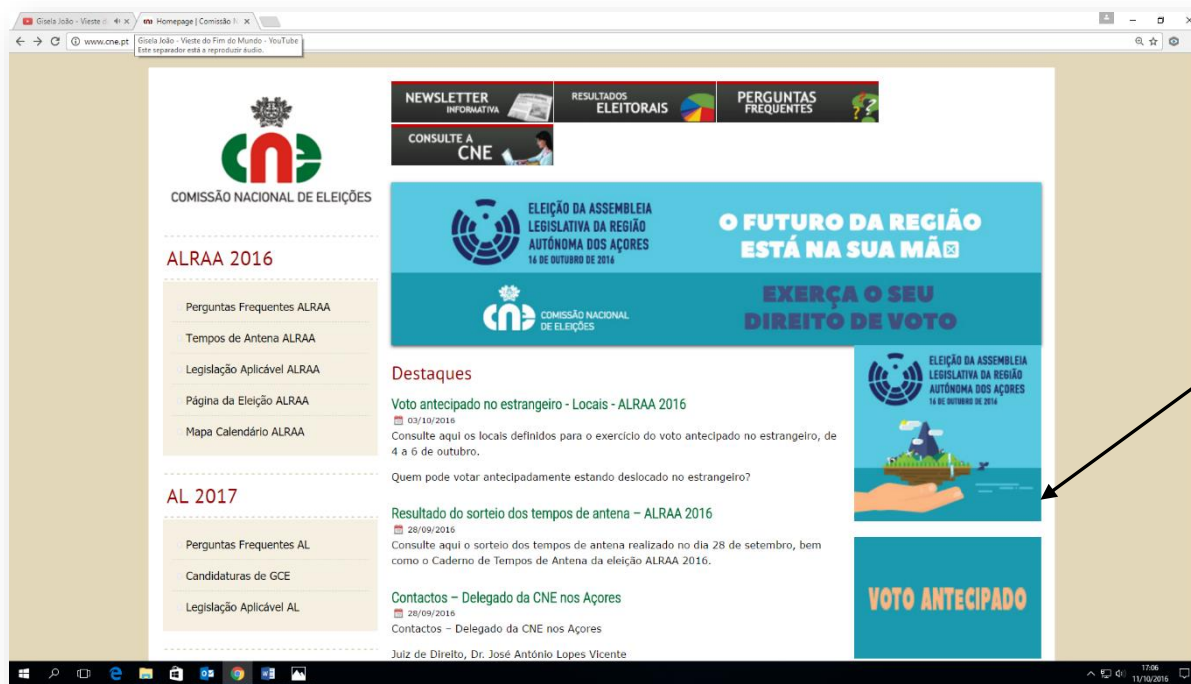 Gisela João - Vieste d
Homepage | Comissão N
www.cne.pt
Gisela João - Vieste do Fim do Mundo - YouTube
Este separador está a reproduzir áudio.
NEWSLETTER
INFORMATIVA
RESULTADOS
ELEITORAIS
PERGUNTAS
FREQUENTES
CONSULTE A
CNE
cne
COMISSÃO NACIONAL DE ELEIÇÕES
ELEIÇÃO DA ASSEMBLEIA
LEGISLATIVA DA REGIÃO
AUTÓNOMA DOS AÇORES
16 DE OUTUBRO DE 2016
O FUTURO DA REGIÃO
ESTÁ NA SUA MÃ
cne
COMISSÃO NACIONAL
DE ELEIÇÕES
EXERÇA O SEU
DIREITO DE VOTO
ALRAA 2016
Perguntas Frequentes ALRAA
Tempos de Antena ALRAA
Legislação Aplicável ALRAA
Página da Eleição ALRAA
Mapa Calendário ALRAA
AL 2017
Perguntas Frequentes AL
Candidaturas de GCE
Legislação Aplicável AL
Destaques
Voto antecipado no estrangeiro - Locais - ALRAA 2016
03/10/2016
Consulte aqui os locais definidos para o exercício do voto antecipado no estrangeiro, de
4 a 6 de outubro.
Quem pode votar antecipadamente estando deslocado no estrangeiro?
Resultado do sorteio dos tempos de antena – ALRAA 2016
28/09/2016
Consulte aqui o sorteio dos tempos de antena realizado no dia 28 de setembro, bem
como o Caderno de Tempos de Antena da eleição ALRAA 2016.
Contactos – Delegado da CNE nos Açores
28/09/2016
Contactos – Delegado da CNE nos Açores
Juiz de Direito, Dr. José António Lopes Vicente
ELEIÇÃO DA ASSEMBLEIA
LEGISLATIVA DA REGIÃO
AUTÓNOMA DOS AÇORES
16 DE OUTUBRO DE 2016
VOTO ANTECIPADO
17:06
11/10/2016